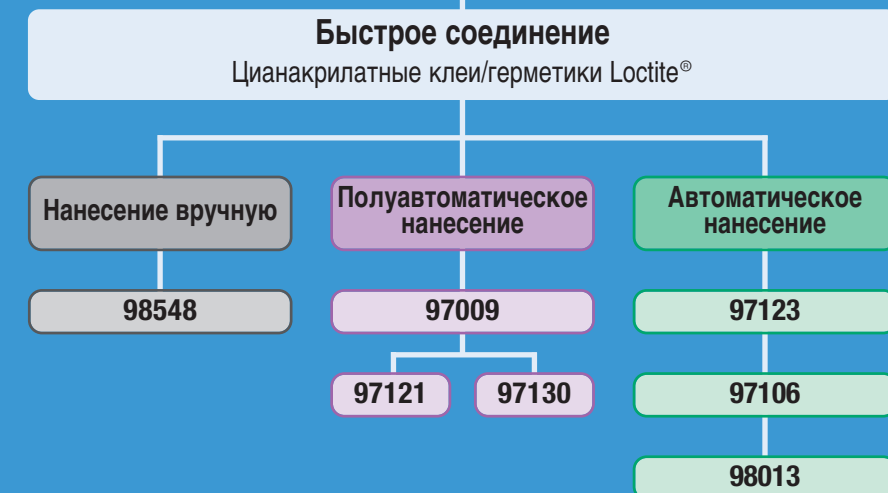 Быстрое соединение
Цианакрилатные клеи/герметики Loctite®
Нанесение вручную
Полуавтоматическое
нанесение
Автоматическое
нанесение
98548
97009
97123
97121
97130
97106
98013